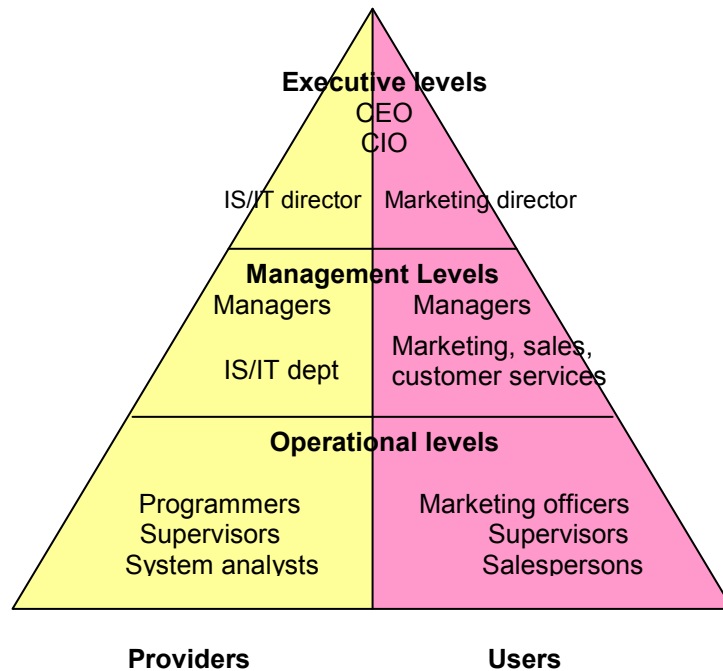 Executive levels
CEO
CIO
IS/IT director Marketing director
Management Levels
Managers Managers
IS/IT dept Marketing, sales,
customer services
Operational levels
Programmers Marketing officers
Supervisors Supervisors
System analysts Salespersons
Providers Users